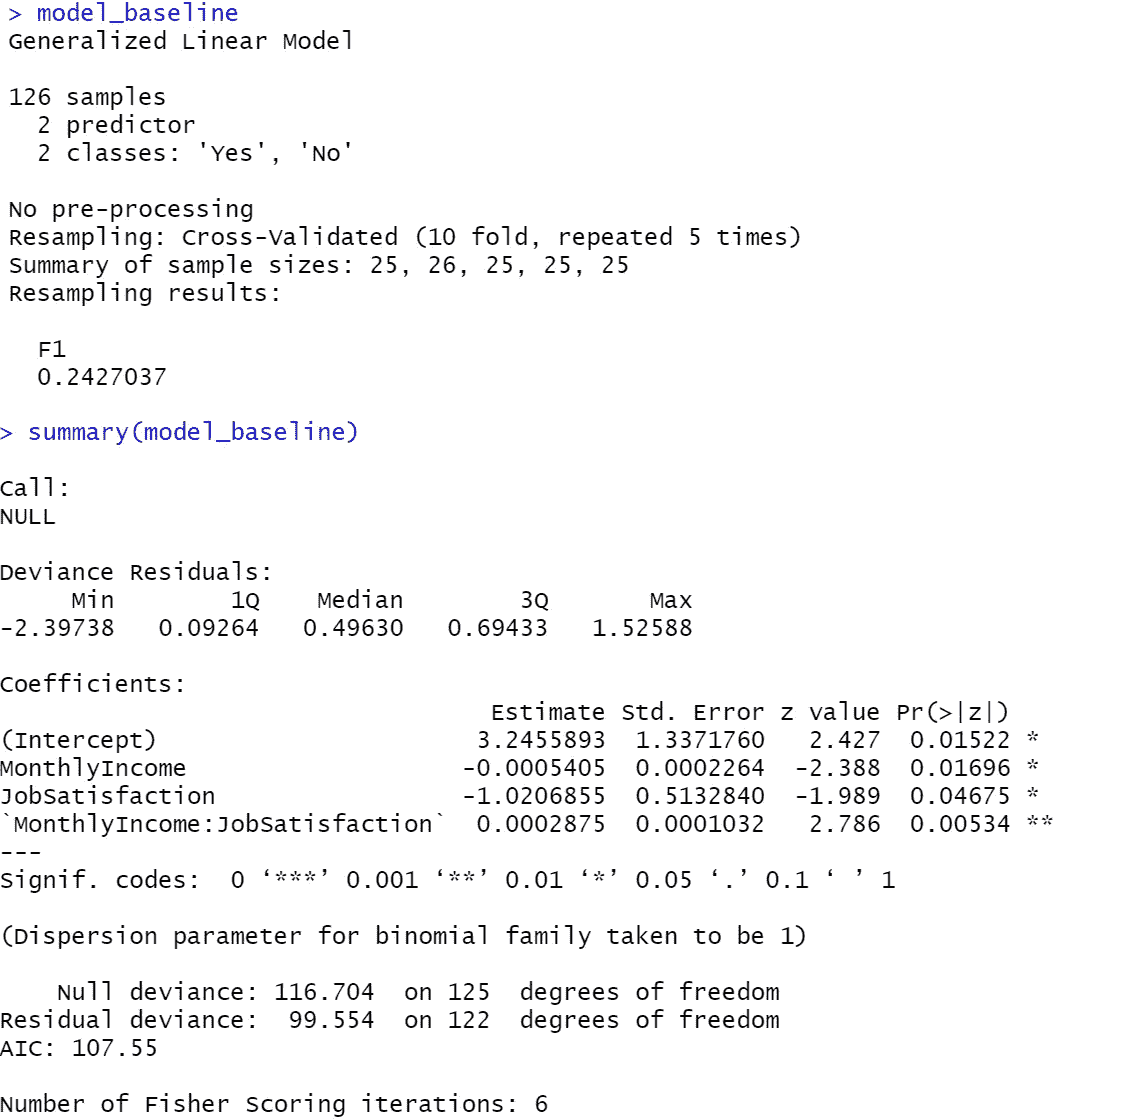 > model_baseline
Generalized Linear Model
126 samples
2 predictor
2 classes: 'Yes', 'No'
No pre-processing
Resampling: Cross-Validated (10 fold, repeated 5 times)
Summary of sample sizes: 25, 26, 25, 25, 25
Resampling results:
F1
0.2427037
> summary(model_baseline)
Call:
NULL
Deviance Residuals:
Min 1Q Median 3Q Max
-2.39738 0.09264 0.49630 0.69433 1.52588
Coefficients:
Estimate Std. Error z value Pr(>|z|)
(Intercept) 3.2455893 1.3371760 2.427 0.01522 *
MonthlyIncome -0.0005405 0.0002264 -2.388 0.01696 *
JobSatisfaction -1.0206855 0.5132840 -1.989 0.04675 *
`MonthlyIncome:JobSatisfaction` 0.0002875 0.0001032 2.786 0.00534 **
---
Signif. codes: 0 ‘***’ 0.001 ‘**’ 0.01 ‘*’ 0.05 ‘.’ 0.1 ‘ ’ 1
(Dispersion parameter for binomial family taken to be 1)
Null deviance: 116.704 on 125 degrees of freedom
Residual deviance: 99.554 on 122 degrees of freedom
AIC: 107.55
Number of Fisher Scoring iterations: 6